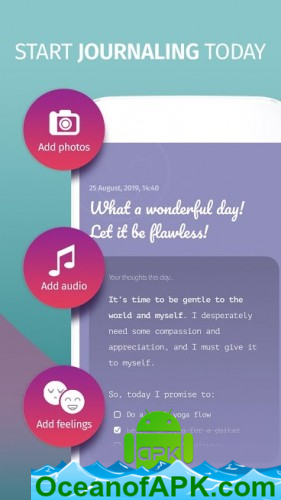 START JOURNALING TODAY
Add photos
25 August, 2019, 14:40
What a wonderful day!
Let it be flawless!
Add audio
Your thoughts this day...
It's time to be gentle to the
world and myself. I desperately
need some compassion and
appreciation, and I must give it
to myself.
So, today I promise to:
Add feelings
yoga flow
APK
OceanofAPK.com